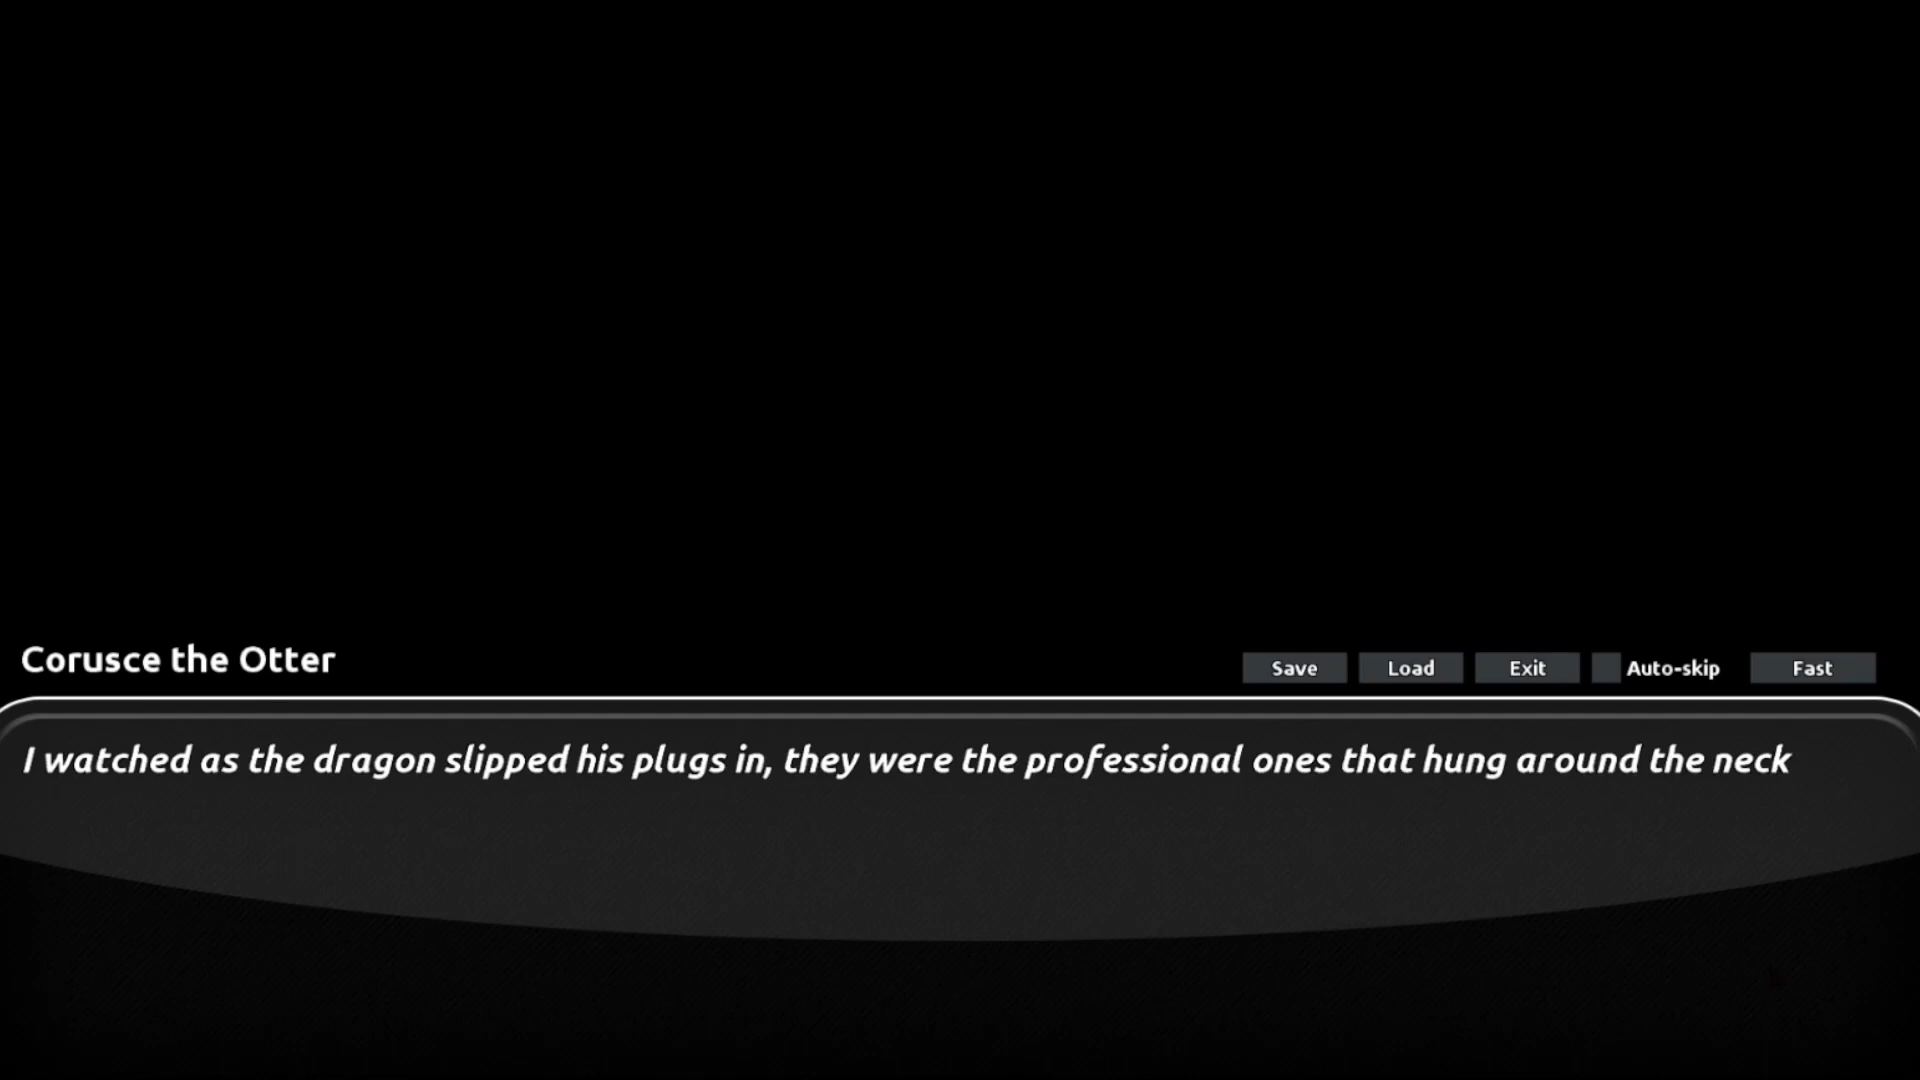 Corusce the Otter
Save Load Exit Auto-skip Fast
I watched as the dragon slipped his plugs in, they were the professional ones that hung around the neck